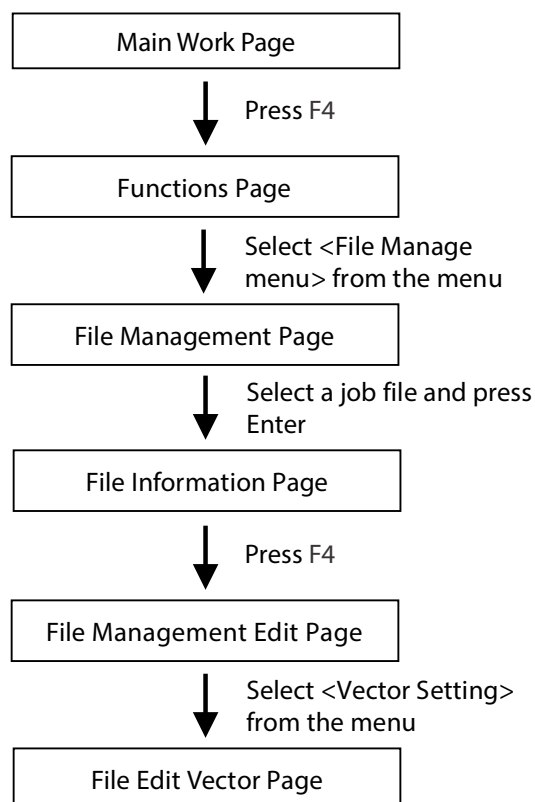 Main Work Page
Press F4
Functions Page
Select <File Manage
menu> from the menu
File Management Page
Select a job file and press
Enter
File Information Page
Press F4
File Management Edit Page
Select <Vector Setting>
from the menu
File Edit Vector Page